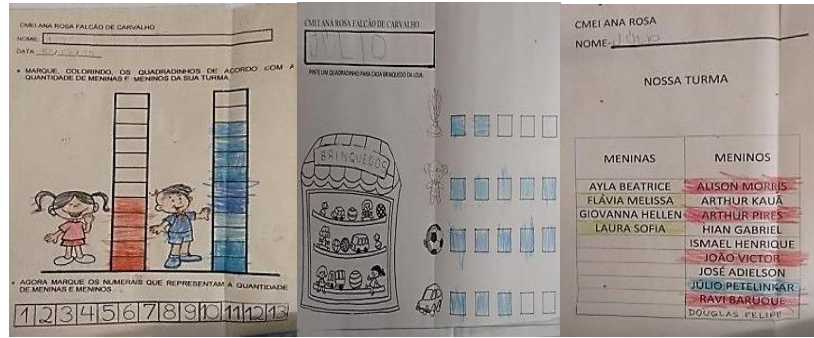 CMEI ANA ROSA FALCÃO DE CARVALHO
NOME:
DATA
• MARQUE, COLORINDO, OS QUADRADINHOS DE ACORDO COM A
QUANTIDADE DE MENINAS E MENINOS DA SUA TURMA
• AGORA MARQUE OS NUMERAIS QUE REPRESENTAM A QUANTIDADE
DE MENINAS E MENINOS
1 2 3 4 5 6 7 8 9 10 11 12 13
CMEI ANA ROSA FALCÃO DE CARVALHO
JÚLIO
PINTE UM QUADRADINHO PARA CADA BRINQUEDO DA LOJA
BRINQUEDOS
CMEI ANA ROSA
NOME: JÚLIO
NOSSA TURMA
MENINAS MENINOS
AYLA BEATRICE ALISON MORRIS
FLÁVIA MELISSA ARTHUR KAUÃ
GIOVANNA HELLEN ARTHUR PIRES
LAURA SOFIA HIAN GABRIEL
ISMAEL HENRIQUE
JOÃO VICTOR
JOSÉ ADIELSON
JÚLIO PETELINKAR
RAVI BARUQUE
DOUGLAS FELIPE